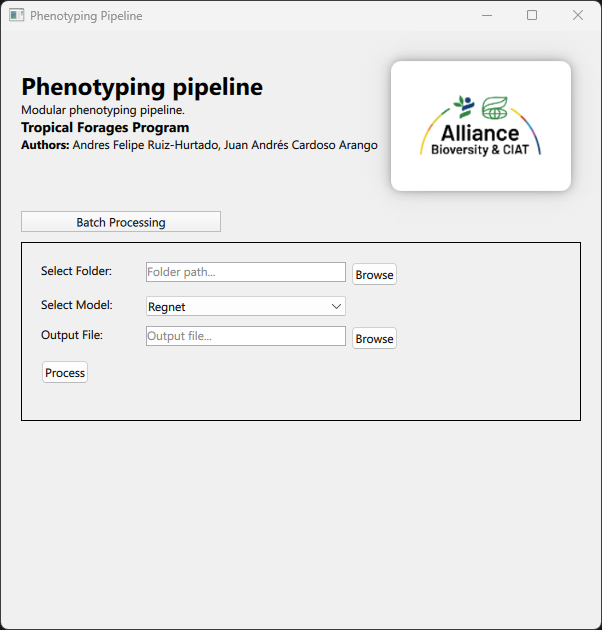 Phenotyping Pipeline
Phenotyping pipeline
Modular phenotyping pipeline.
Tropical Forages Program
Authors: Andres Felipe Ruiz-Hurtado, Juan Andrés Cardoso Arango
Alliance
Bioversity & CIAT
Batch Processing
Select Folder: Folder path... Browse
Select Model: Regnet
Output File: Output file... Browse
Process